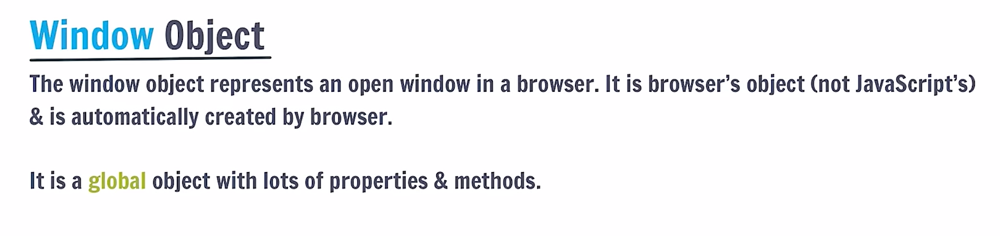 Window Object
The window object represents an open window in a browser. It is browser’s object (not JavaScript’s)
& is automatically created by browser.
It is a global object with lots of properties & methods.